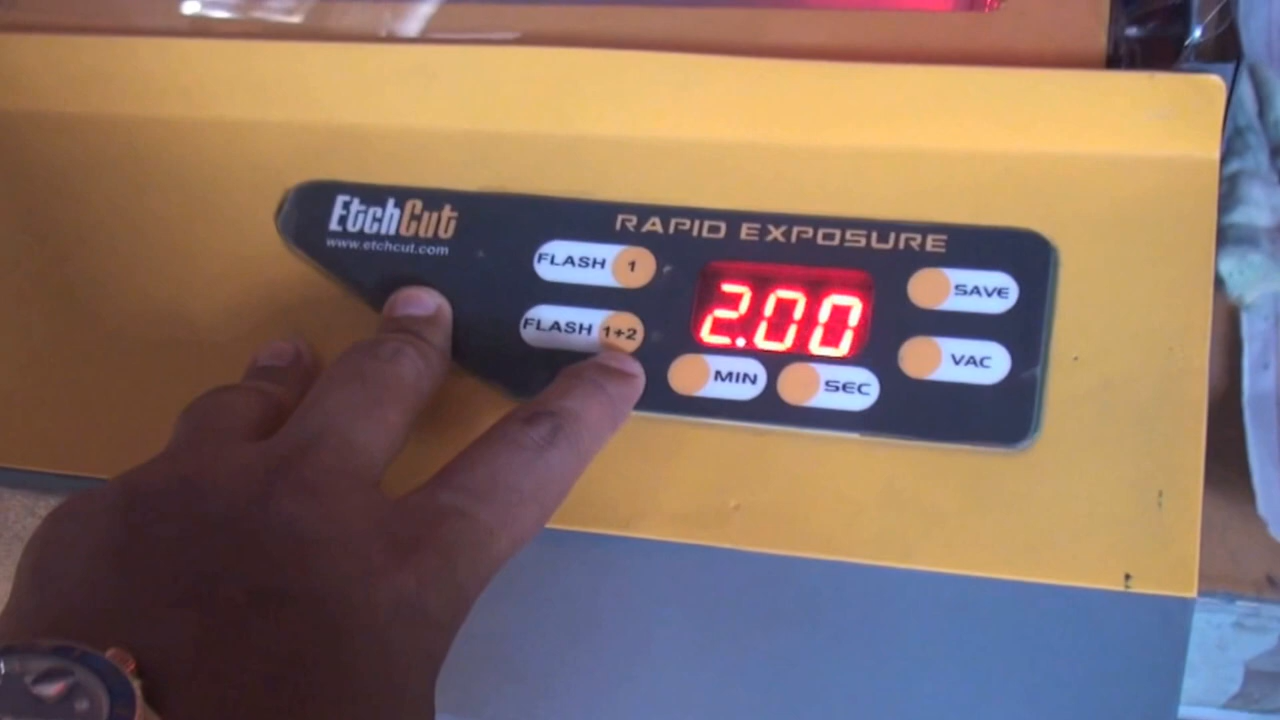 EtchCut
www.etchcut.com
RAPID EXPOSURE
FLASH 1
FLASH 1+2
2.00
MIN
SEC
SAVE
VAC